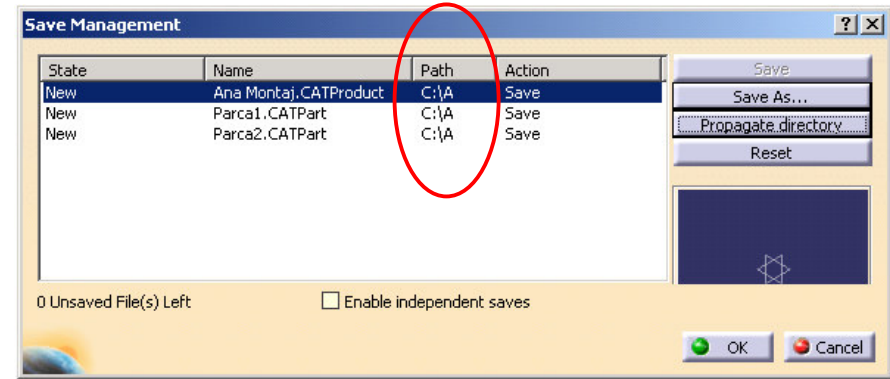 Save Management
State Name Path Action
New Ana Montaj.CATProduct C:\A Save
New Parca1.CATPart C:\A Save
New Parca2.CATPart C:\A Save
Save
Save As...
Propagate directory
Reset
0 Unsaved File(s) Left Enable independent saves
OK Cancel